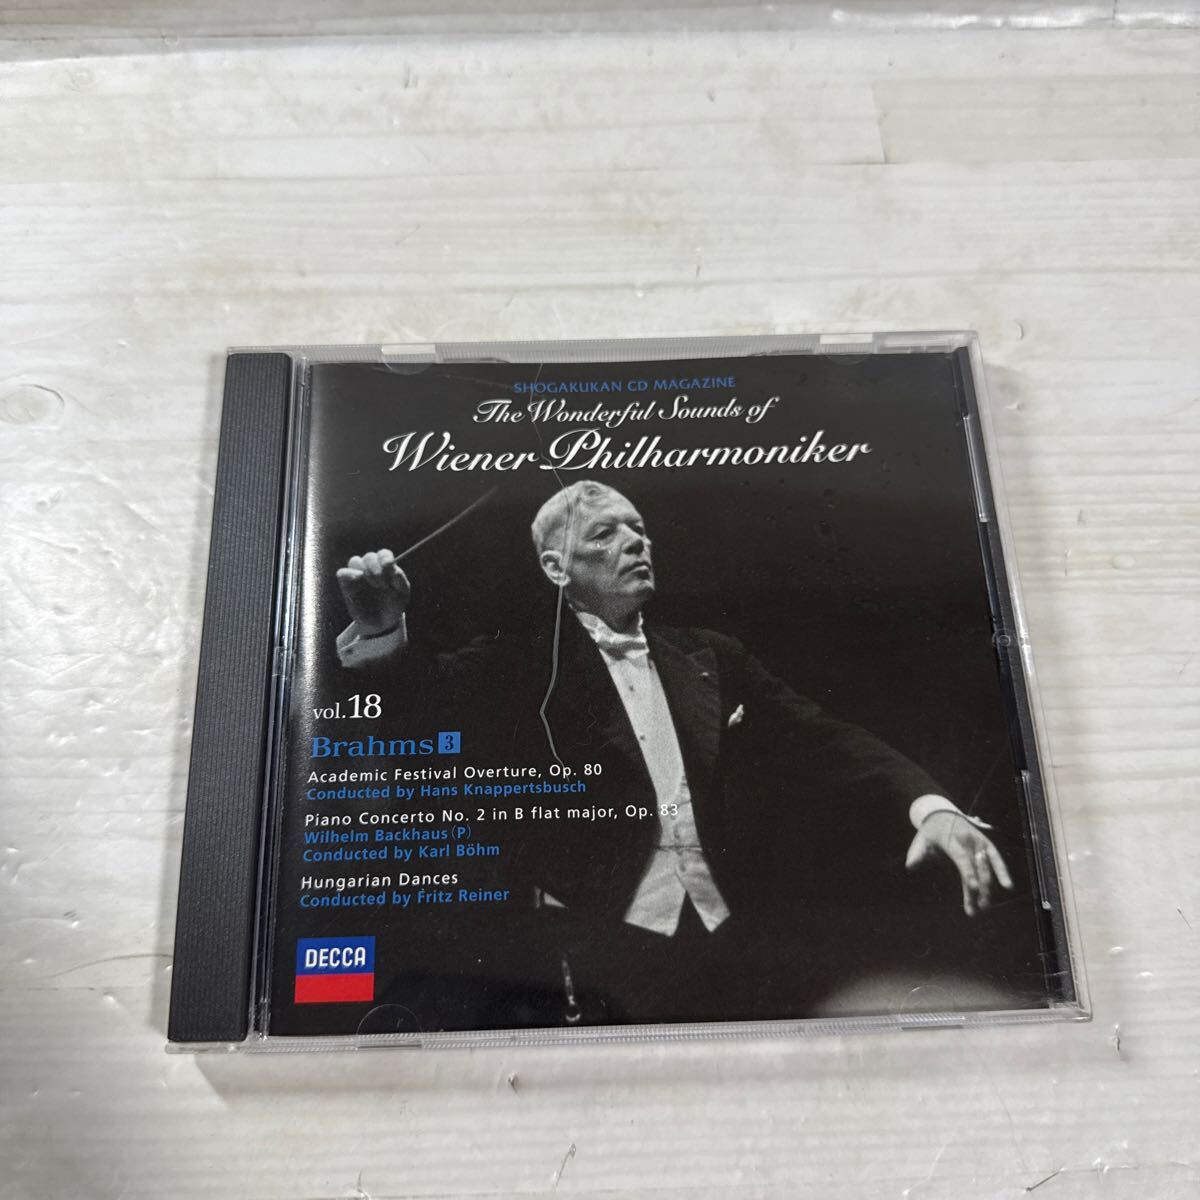 SHOGAKUKAN CD MAGAZINE
The Wonderful Sounds of
Wiener Philharmoniker
vol.18
Brahms 3
Academic Festival Overture, Op. 80
Conducted by Hans Knappertsbusch
Piano Concerto No. 2 in B flat major, Op. 83
Wilhelm Backhaus (P)
Conducted by Karl Böhm
Hungarian Dances
Conducted by Fritz Reiner
DECCA